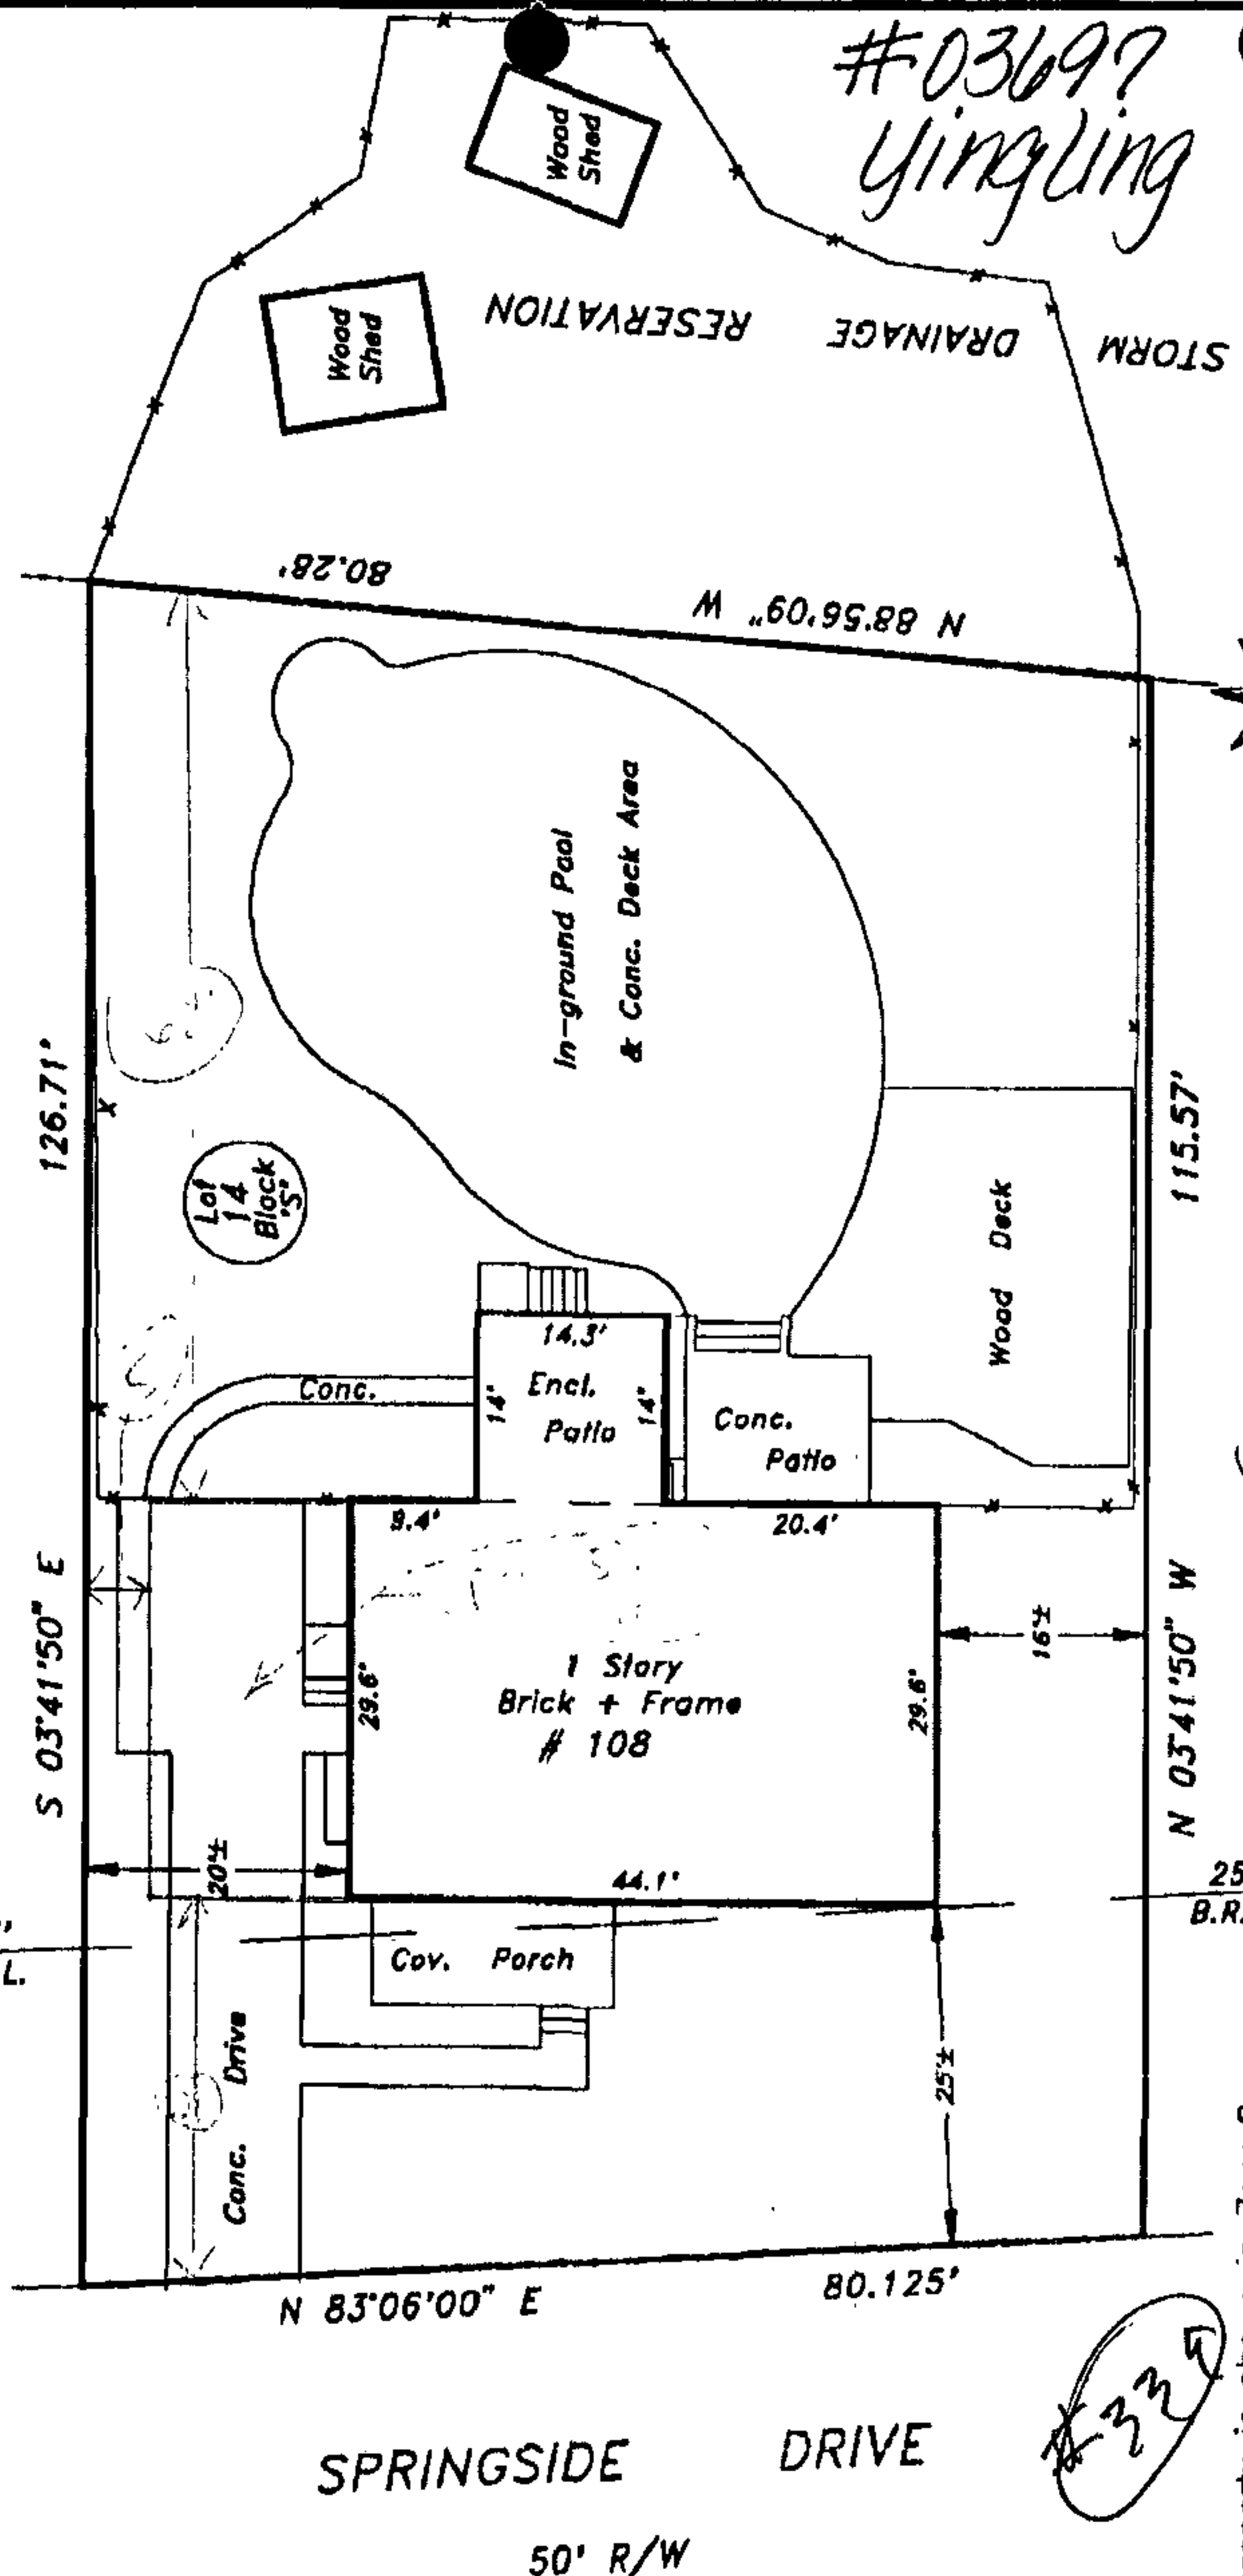 #03697
Yingling
Wood
Shed
Wood
Shed
STORM DRAINAGE RESERVATION
80.28'
N 88°56'09" W
In-ground Pool
& Conc. Deck Area
126.71'
115.57'
Lot
14
Block
"S"
Wood Deck
14.3'
Conc.
Encl.
Patio
14'
14'
Conc.
Patio
9.4'
20.4'
S 03°41'50" E
N 03°41'50" W
16'±
1 Story
Brick + Frame
# 108
29.6'
29.6'
20'±
44.1'
25
B.R.
L.
Cov. Porch
Conc. Drive
25'±
N 83°06'00" E
80.125'
SPRINGSIDE DRIVE
50' R/W